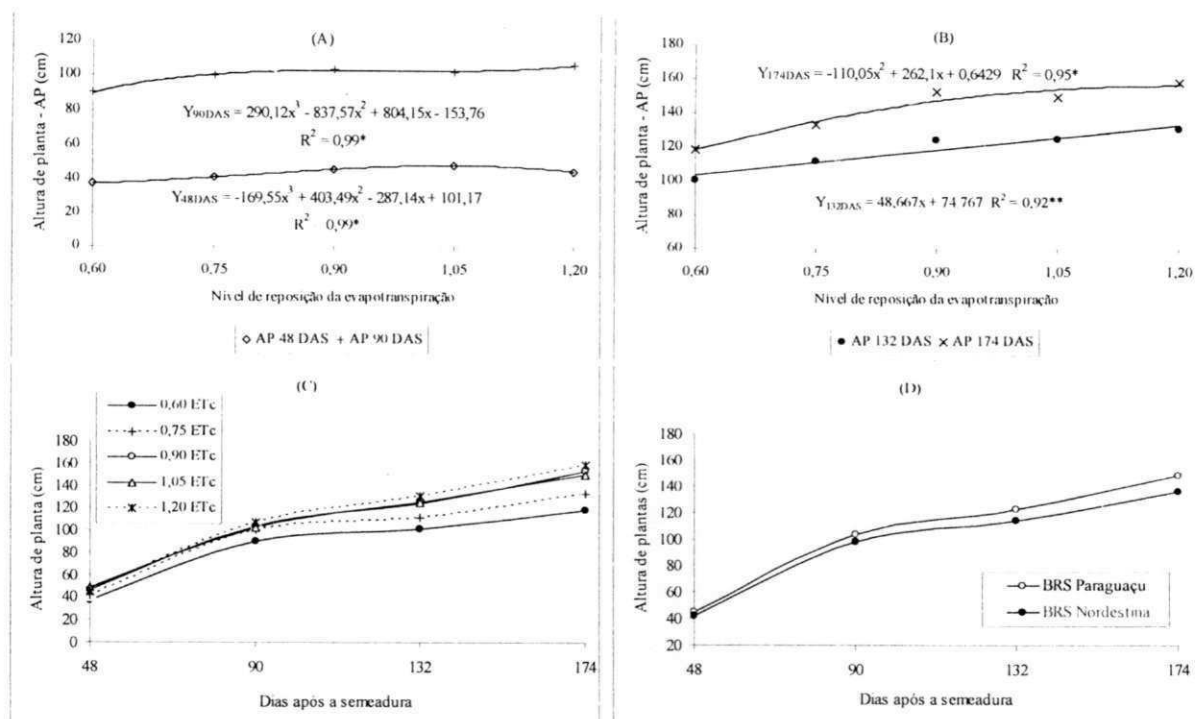 (A)
Altura de planta - AP (cm)
120
100
80
60
40
20
0
Y90DAS = 290,12x³ - 837,57x² + 804,15x - 153,76
R² = 0,99*
Y48DAS = -169,55x³ + 403,49x² - 287,14x + 101,17
R² 0,99*
0,60 0,75 0,90 1,05 1,20
Nível de reposição da evapotranspiração
AP 48 DAS + AP 90 DAS
(B)
Altura de planta - AP (cm)
180
160
140
120
100
80
60
Y174DAS = -110,05x² + 262,1x + 0,6429 R² = 0,95*
Y132DAS = 48,667x + 74 767 R² = 0,92**
0,60 0,75 0,90 1,05 1,20
Nível de reposição da evapotranspiração
AP 132 DAS × AP 174 DAS
(C)
0,60 ETc
0,75 ETc
0,90 ETc
1,05 ETc
1,20 ETc
Altura de planta (cm)
180
160
140
120
100
80
60
40
20
0
48 90 132 174
Dias após a semeadura
(D)
Altura de plantas (cm)
180
160
140
120
100
80
60
40
20
BRS Paraguaçu
BRS Nordestina
48 90 132 174
Dias após a semeadura